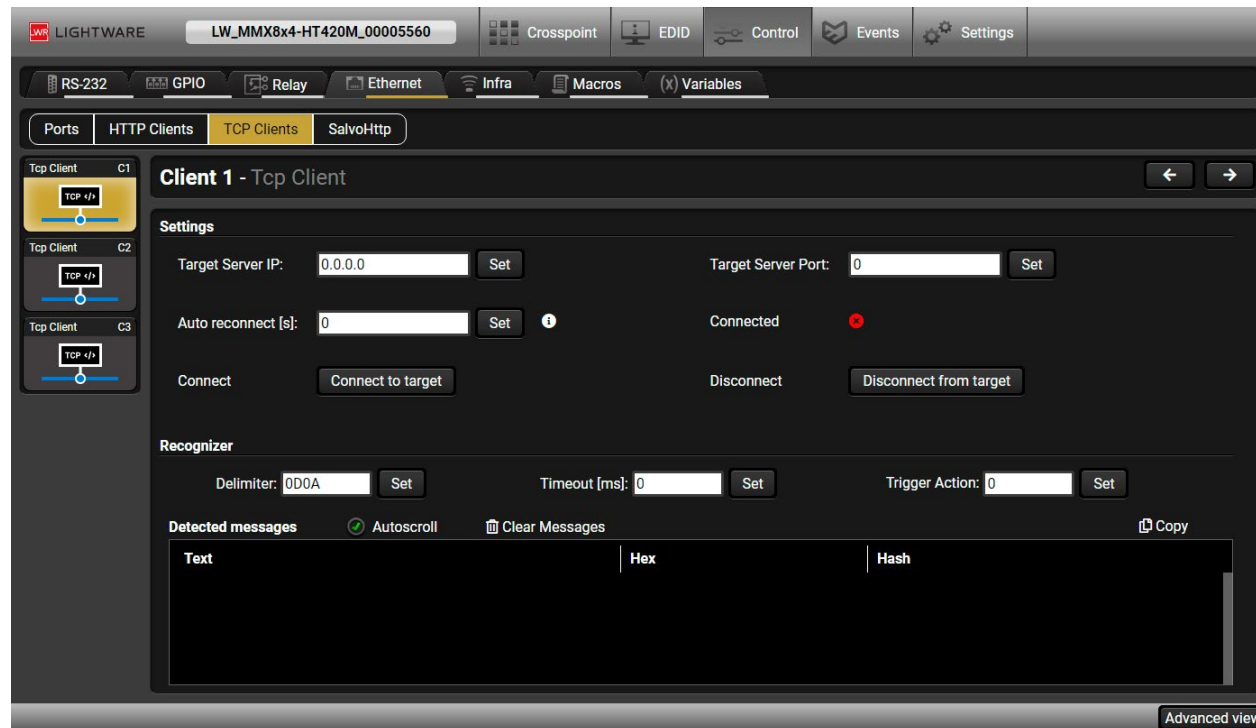 LWR LIGHTWARE LW_MMX8x4-HT420M_00005560 Crosspoint EDID Control Events Settings
RS-232 GPIO Relay Ethernet Infra Macros (X) Variables
Ports HTTP Clients TCP Clients SalvoHttp
Tcp Client C1
TCP </>
Tcp Client C2
TCP </>
Tcp Client C3
TCP </>
Client 1 - Tcp Client
Settings
Target Server IP: 0.0.0.0 Set Target Server Port: 0 Set
Auto reconnect [s]: 0 Set Connected
Connect Connect to target Disconnect Disconnect from target
Recognizer
Delimiter: 0D0A Set Timeout [ms]: 0 Set Trigger Action: 0 Set
Detected messages Autoscroll Clear Messages Copy
Text Hex Hash
Advanced view